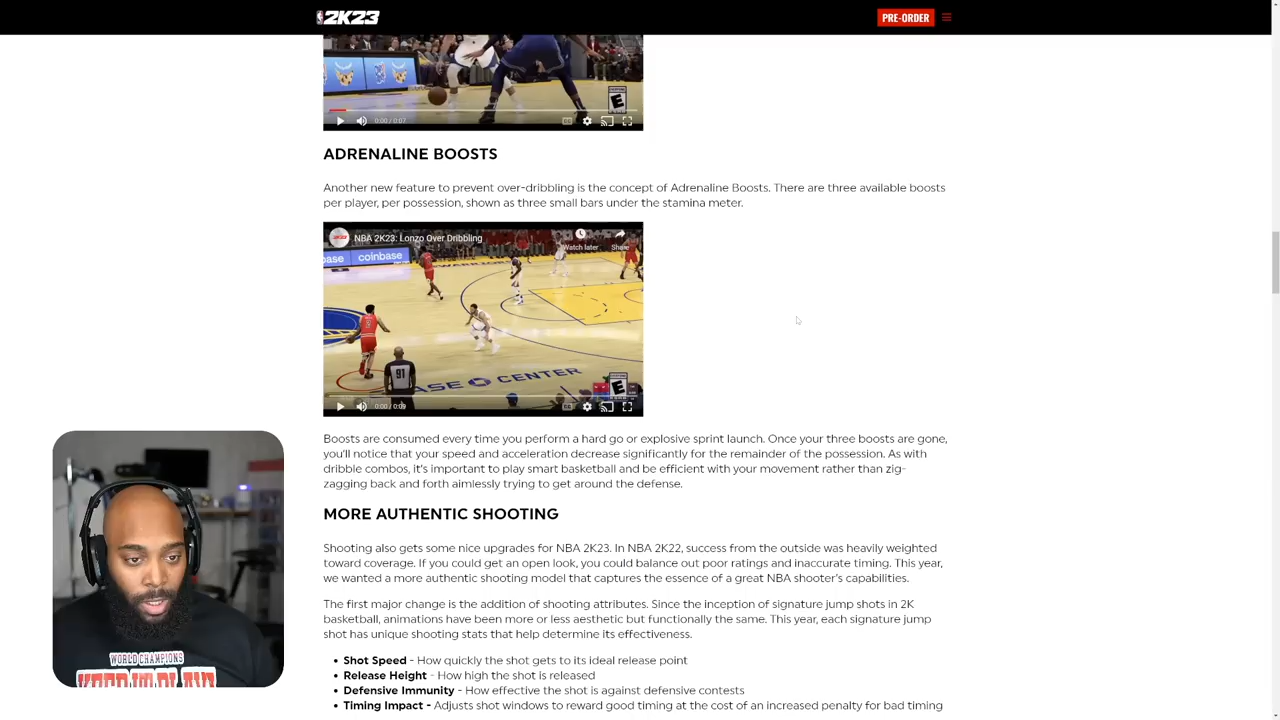 2K23
PRE-ORDER
0:00 / 0:07
ADRENALINE BOOSTS
Another new feature to prevent over-dribbling is the concept of Adrenaline Boosts. There are three available boosts
per player, per possession, shown as three small bars under the stamina meter.
NBA 2K23: Lonzo Over Dribbling
Watch later
Share
base
coinbase
91
ASE CENTER
E
0:00 / 0:09
Boosts are consumed every time you perform a hard go or explosive sprint launch. Once your three boosts are gone,
you'll notice that your speed and acceleration decrease significantly for the remainder of the possession. As with
dribble combos, it's important to play smart basketball and be efficient with your movement rather than zig-
zagging back and forth aimlessly trying to get around the defense.
MORE AUTHENTIC SHOOTING
Shooting also gets some nice upgrades for NBA 2K23. In NBA 2K22, success from the outside was heavily weighted
toward coverage. If you could get an open look, you could balance out poor ratings and inaccurate timing. This year,
we wanted a more authentic shooting model that captures the essence of a great NBA shooter's capabilities.
The first major change is the addition of shooting attributes. Since the inception of signature jump shots in 2K
basketball, animations have been more or less aesthetic but functionally the same. This year, each signature jump
shot has unique shooting stats that help determine its effectiveness.
• Shot Speed - How quickly the shot gets to its ideal release point
• Release Height - How high the shot is released
• Defensive Immunity - How effective the shot is against defensive contests
• Timing Impact - Adjusts shot windows to reward good timing at the cost of an increased penalty for bad timing
WORLD CHAMPIONS